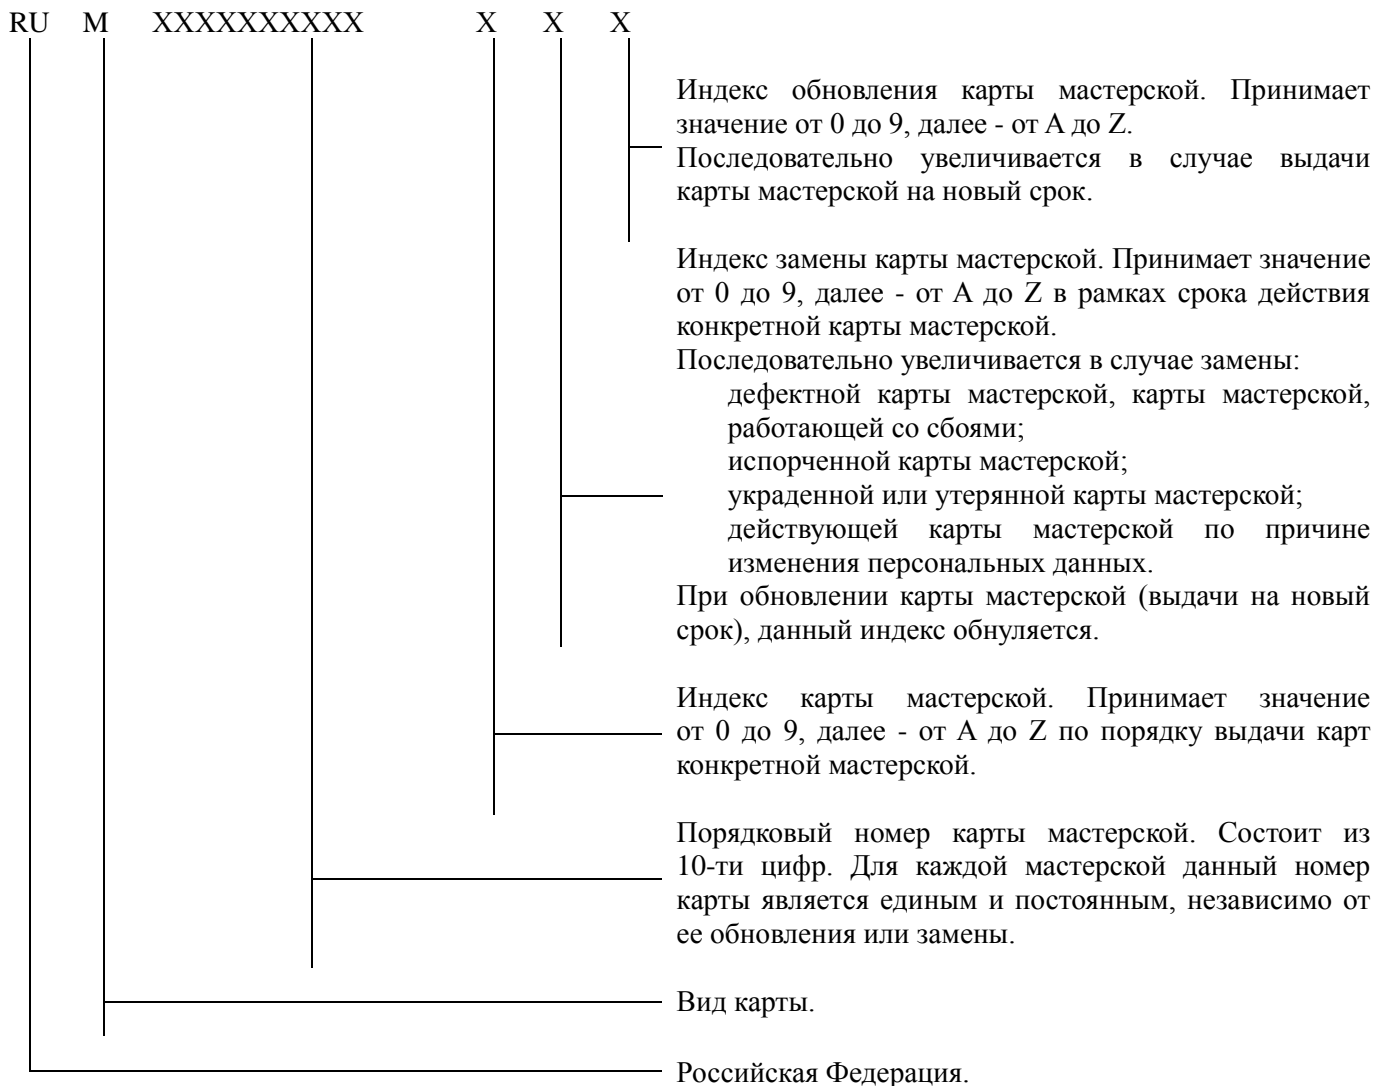 RU M XXXXXXXXXX X X X
Индекс обновления карты мастерской. Принимает
значение от 0 до 9, далее - от A до Z.
Последовательно увеличивается в случае выдачи
карты мастерской на новый срок.
Индекс замены карты мастерской. Принимает значение
от 0 до 9, далее - от A до Z в рамках срока действия
конкретной карты мастерской.
Последовательно увеличивается в случае замены:
дефектной карты мастерской, карты мастерской,
работающей со сбоями;
испорченной карты мастерской;
украденной или утерянной карты мастерской;
действующей карты мастерской по причине
изменения персональных данных.
При обновлении карты мастерской (выдачи на новый
срок), данный индекс обнуляется.
Индекс карты мастерской. Принимает значение
от 0 до 9, далее - от A до Z по порядку выдачи карт
конкретной мастерской.
Порядковый номер карты мастерской. Состоит из
10-ти цифр. Для каждой мастерской данный номер
карты является единым и постоянным, независимо от
ее обновления или замены.
Вид карты.
Российская Федерация.